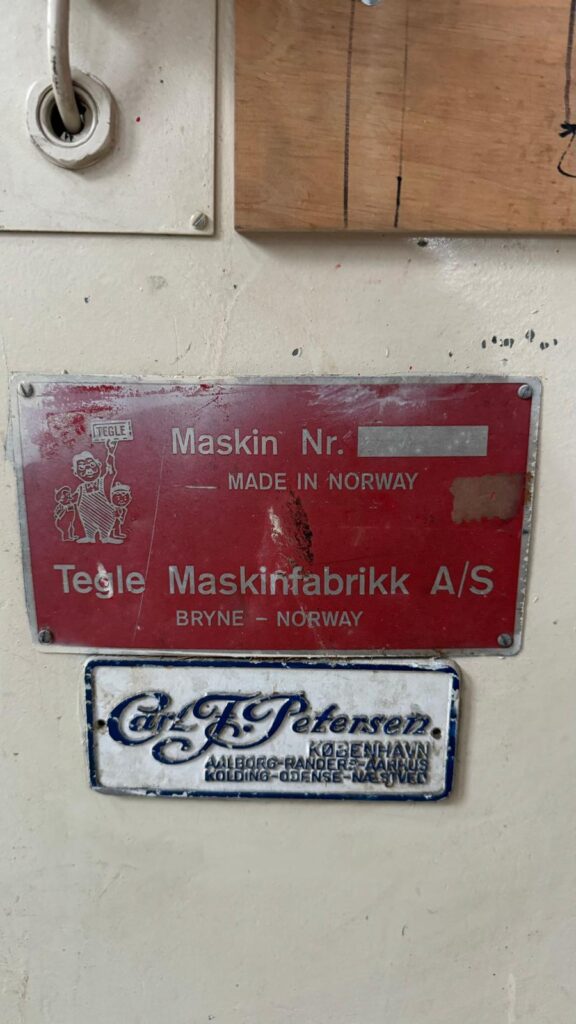 TEGLE
Maskin Nr.
MADE IN NORWAY
Tegle Maskinfabrikk A/S
BRYNE – NORWAY
Carl F. Petersen.
KØBENHAVN
AALBORG-RANDERS-AARHUS
KOLDING-ODENSE-NÆSTVED